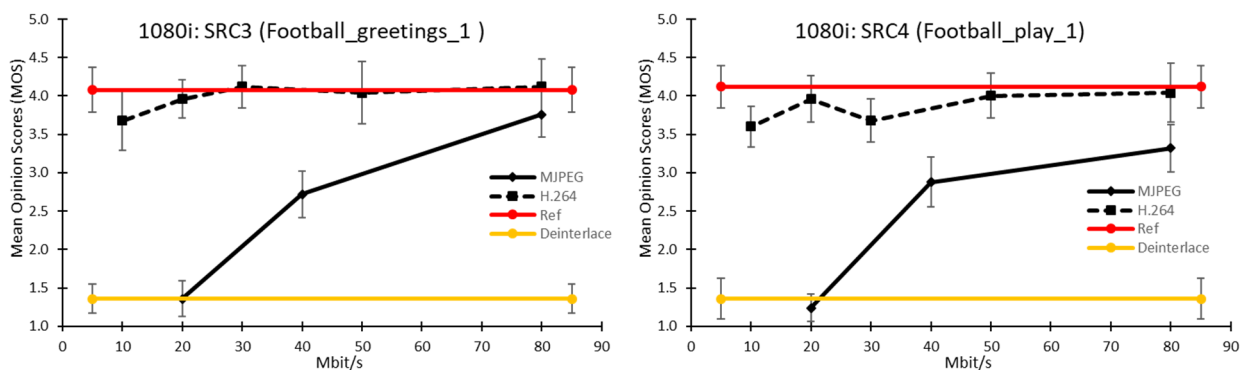 1080i: SRC3 (Football_greetings_1 )
Mean Opinion Scores (MOS)
5.0
4.5
4.0
3.5
3.0
2.5
2.0
1.5
1.0
MJPEG
H.264
Ref
Deinterlace
0 10 20 30 40 50 60 70 80 90
Mbit/s
1080i: SRC4 (Football_play_1)
Mean Opinion Scores (MOS)
5.0
4.5
4.0
3.5
3.0
2.5
2.0
1.5
1.0
MJPEG
H.264
Ref
Deinterlace
0 10 20 30 40 50 60 70 80 90
Mbit/s